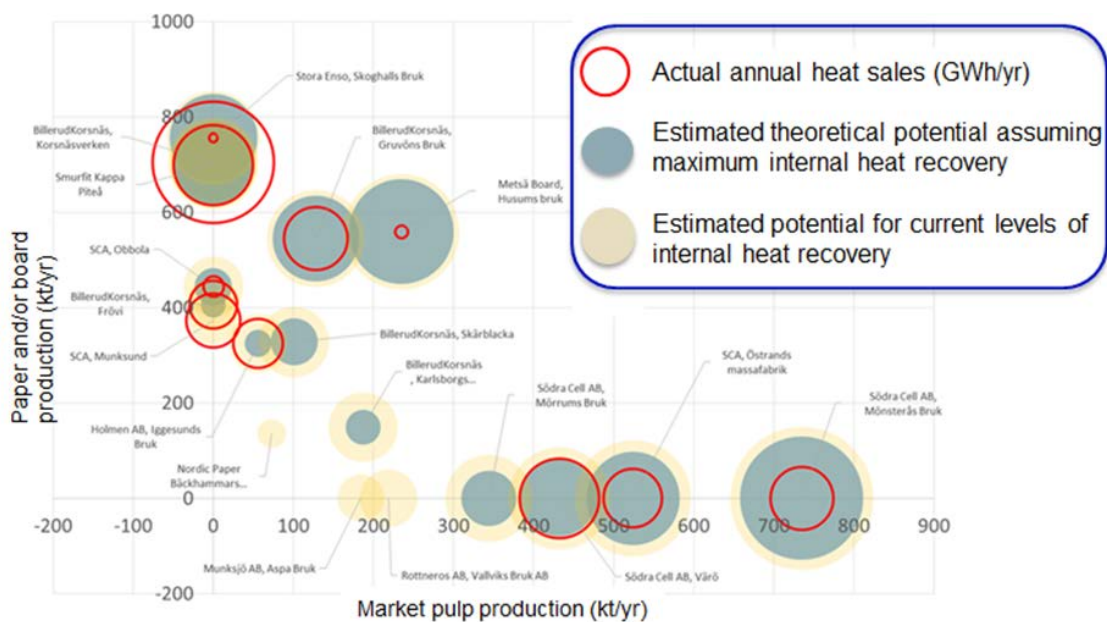 1000
800
600
400
200
0
-200
-200
-100
0
100
200
300
400
500
600
700
800
900
Paper and/or board
production (kt/yr)
Market pulp production (kt/yr)
Actual annual heat sales (GWh/yr)
Estimated theoretical potential assuming
maximum internal heat recovery
Estimated potential for current levels of
internal heat recovery
Stora Enso, Skoghalls Bruk
BillerudKorsnäs,
Korsnäsverken
Smurfit Kappa
Piteå
BillerudKorsnäs,
Gruvöns Bruk
Metsä Board,
Husums bruk
SCA, Obbola
BillerudKorsnäs,
Frövi
SCA, Munksund
BillerudKorsnäs, Skärblacka
BillerudKorsnäs
, Karlsborgs...
Holmen AB, Iggesunds
Bruk
Nordic Paper
Bäckhammars...
Södra Cell AB,
Mörrums Bruk
SCA, Östrands
massafabrik
Södra Cell AB,
Mönsterås Bruk
Munksjö AB, Aspa Bruk
Rottneros AB, Vallviks Bruk AB
Södra Cell AB, Värö